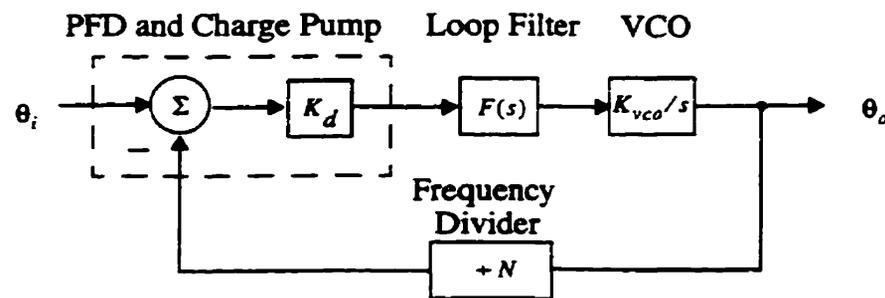 PFD and Charge Pump Loop Filter VCO
θi Σ Kd F(s) Kvco/s θo
−
Frequency
Divider
÷ N